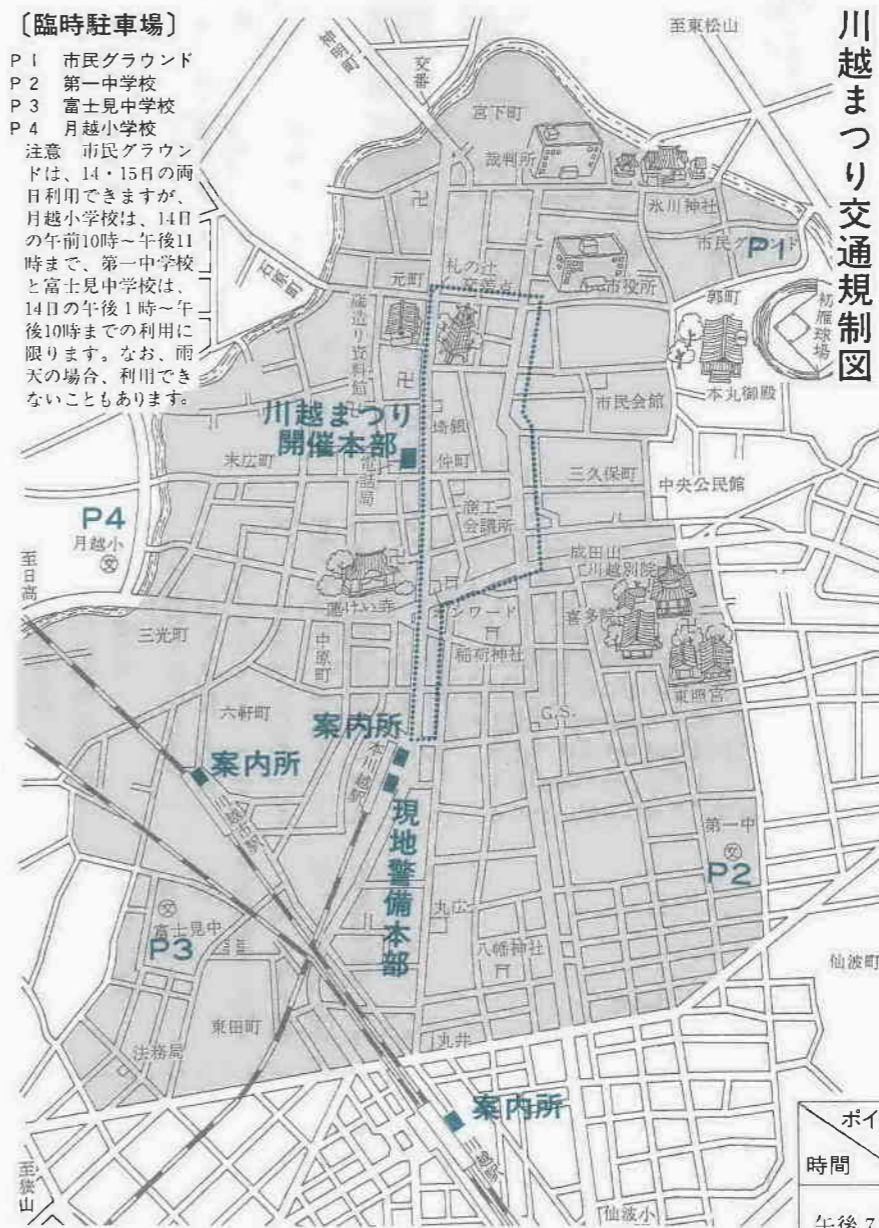 川越まつり交通規制図
〔臨時駐車場〕
P1 市民グラウンド
P2 第一中学校
P3 富士見中学校
P4 月越小学校
注意 市民グラウン
ドは、14・15日の両
日利用できますが、
月越小学校は、14日
の午前10時～午後11
時まで、第一中学校
と富士見中学校は、
14日の午後1時～午
後10時までの利用に
限ります。なお、雨
天の場合、利用でき
ないこともあります。
至東松山
神明町
交番
宮下町
裁判所
氷川神社
市民グランド
P1
石原町
元町
札の辻
市役所
郭町
初雁球場
蔵造り資料館
本丸御殿
市民会館
川越まつり
開催本部
埼銀
末広町
電話局
仲町
三久保町
中央公民館
P4
月越小
文
商工
会議所
至日高
成田山
川越別院
蓮けい寺
喜多院
三光町
中原町
稲荷神社
東照宮
六軒町
G.S.
案内所
本川越駅
案内所
川越市駅
現地警備本部
第一中
文
P2
文
富士見中
P3
丸広
八幡神社
仙波町
東田町
法務局
丸井
案内所
川越駅
至狭山
仙波小
ポイ
時間
午後7